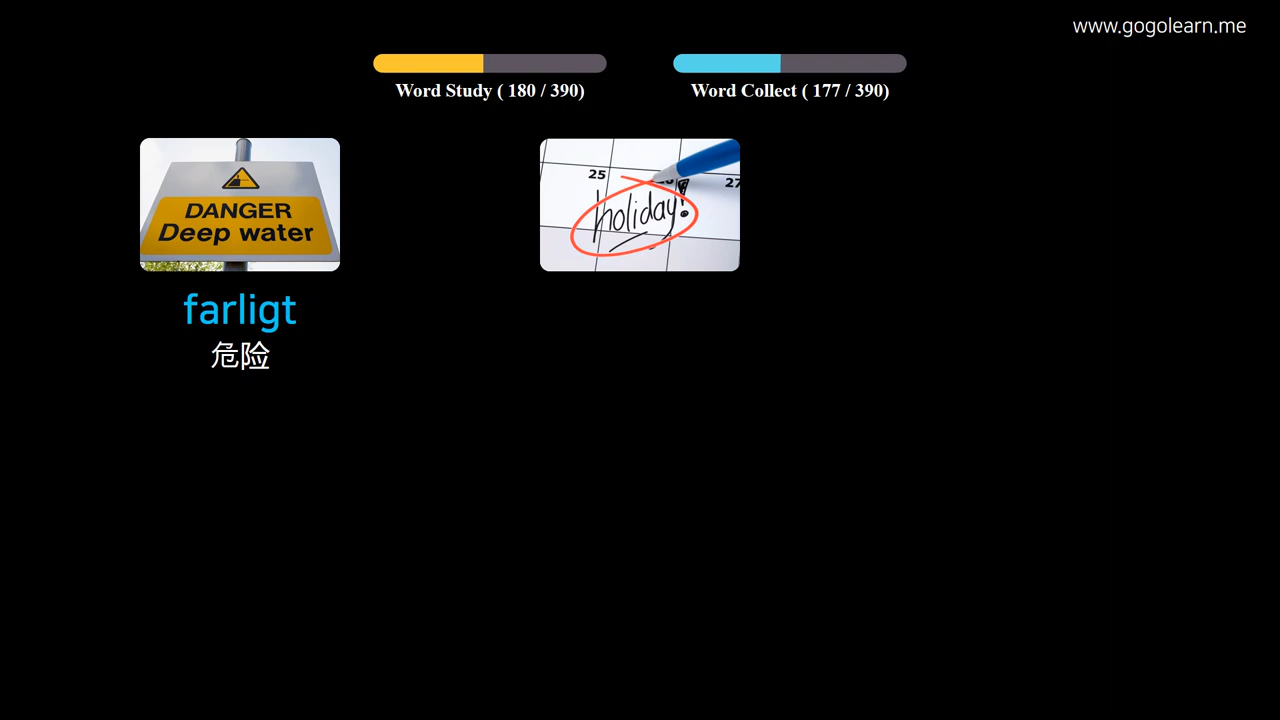 www.gogolearn.me
Word Study ( 180 / 390)
Word Collect ( 177 / 390)
DANGER
Deep water
25
27
holiday!
farligt
危险